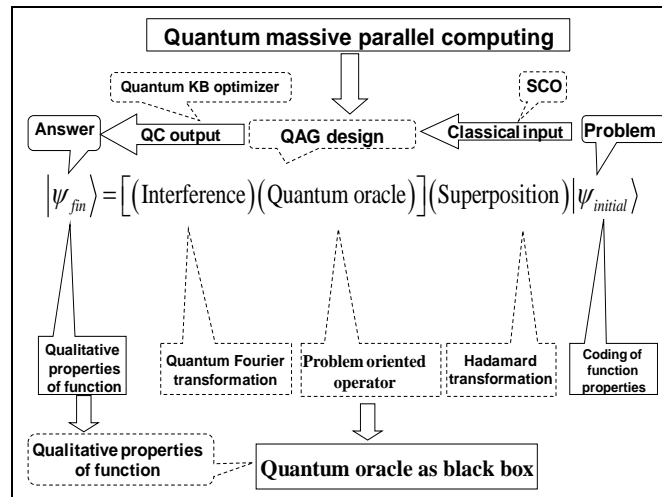 Quantum massive parallel computing
Quantum KB optimizer
SCO
Answer
QC output
QAG design
Classical input
Problem
|ψ_fin⟩ = [(Interference)(Quantum oracle)](Superposition)|ψ_initial⟩
Qualitative
properties
of function
Quantum Fourier
transformation
Problem oriented
operator
Hadamard
transformation
Coding of
function
properties
Qualitative properties
of function
Quantum oracle as black box